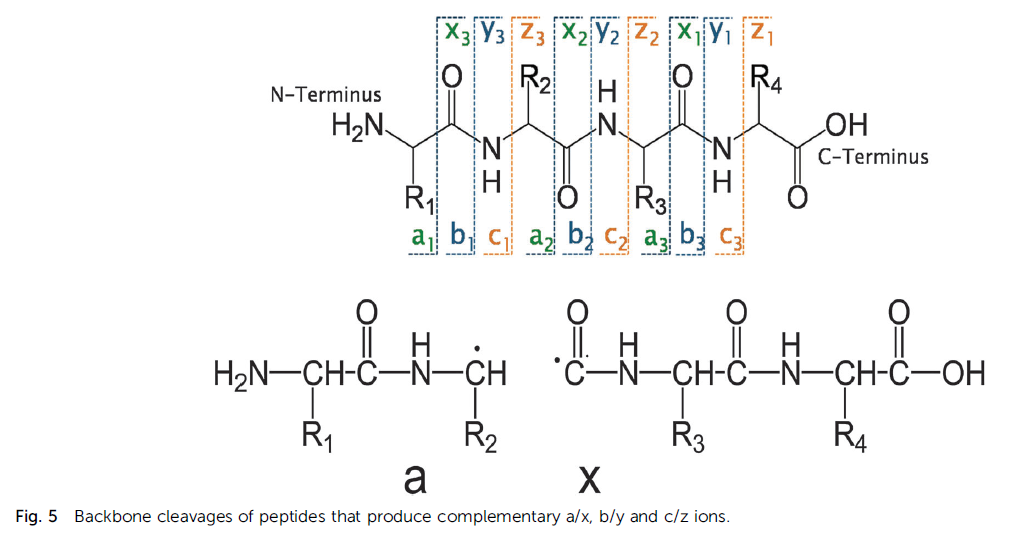 x3 y3 z3 x2 y2 z2 x1 y1 z1
O R2 H O R4
N-Terminus
H2N N OH
N N C-Terminus
H H
R1 O R3 O
a1 b1 c1 a2 b2 c2 a3 b3 c3
O O O O
H · H H
H2N—CH-C—N—CH ·C—N—CH-C—N—CH-C—OH
R1 R2 R3 R4
a x
Fig. 5 Backbone cleavages of peptides that produce complementary a/x, b/y and c/z ions.